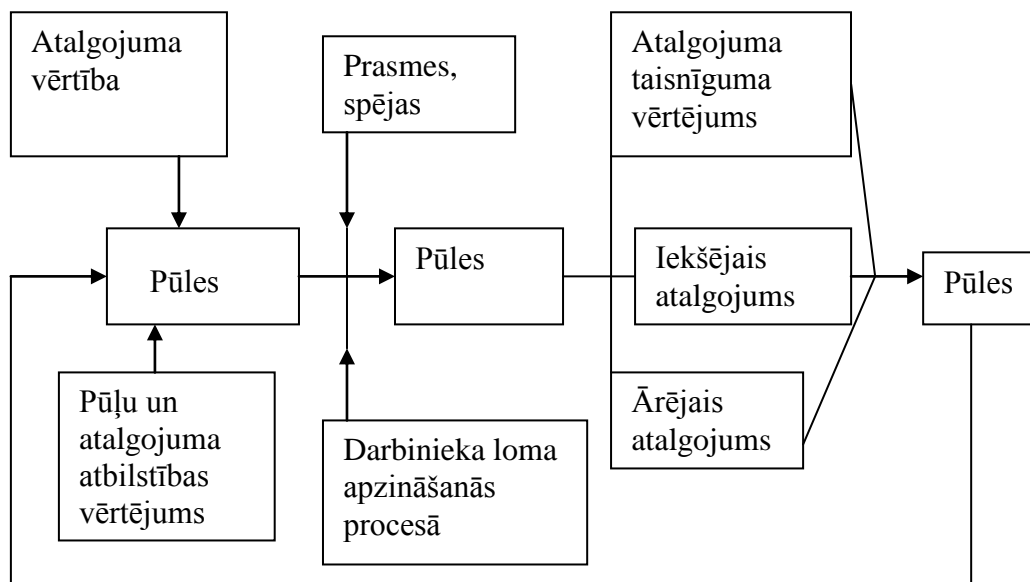 Atalgojuma
vērtība
Prasmes,
spējas
Atalgojuma
taisnīguma
vērtējums
Pūles
Pūles
Iekšējais
atalgojums
Pūles
Pūļu un
atalgojuma
atbilstības
vērtējums
Darbinieka loma
apzināšanās
procesā
Ārējais
atalgojums